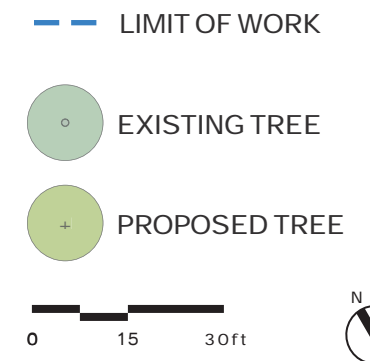 LIMIT OF WORK
EXISTING TREE
PROPOSED TREE
N
0 15 30ft